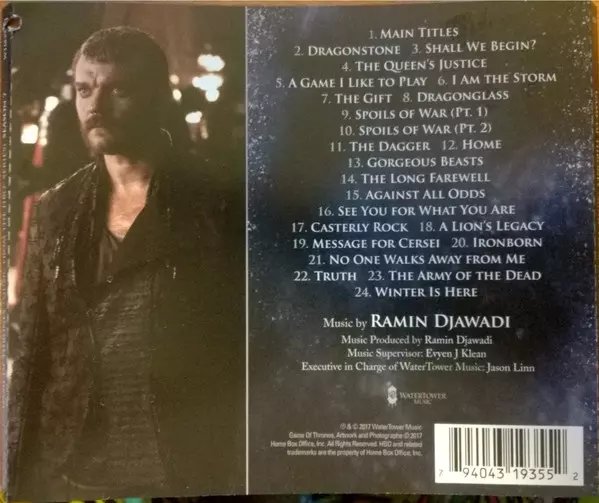 1. Main Titles
2. Dragonstone 3. Shall We Begin?
4. The Queen's Justice
5. A Game I Like to Play 6. I Am the Storm
7. The Gift 8. Dragonglass
9. Spoils of War (Pt. 1)
10. Spoils of War (Pt. 2)
11. The Dagger 12. Home
13. Gorgeous Beasts
14. The Long Farewell
15. Against All Odds
16. See You for What You Are
17. Casterly Rock 18. A Lion's Legacy
19. Message for Cersei 20. Ironborn
21. No One Walks Away from Me
22. Truth 23. The Army of the Dead
24. Winter Is Here
Music by Ramin Djawadi
Music Produced by Ramin Djawadi
Music Supervisor: Evyen J Klean
Executive in Charge of WaterTower Music: Jason Linn
WaterTower
Music
℗ & © 2017 WaterTower Music
Game Of Thrones, Artwork and Photographs © 2017
Home Box Office, Inc. All Rights Reserved. HBO and related
trademarks are the property of Home Box Office, Inc.
7 94043 19355 2